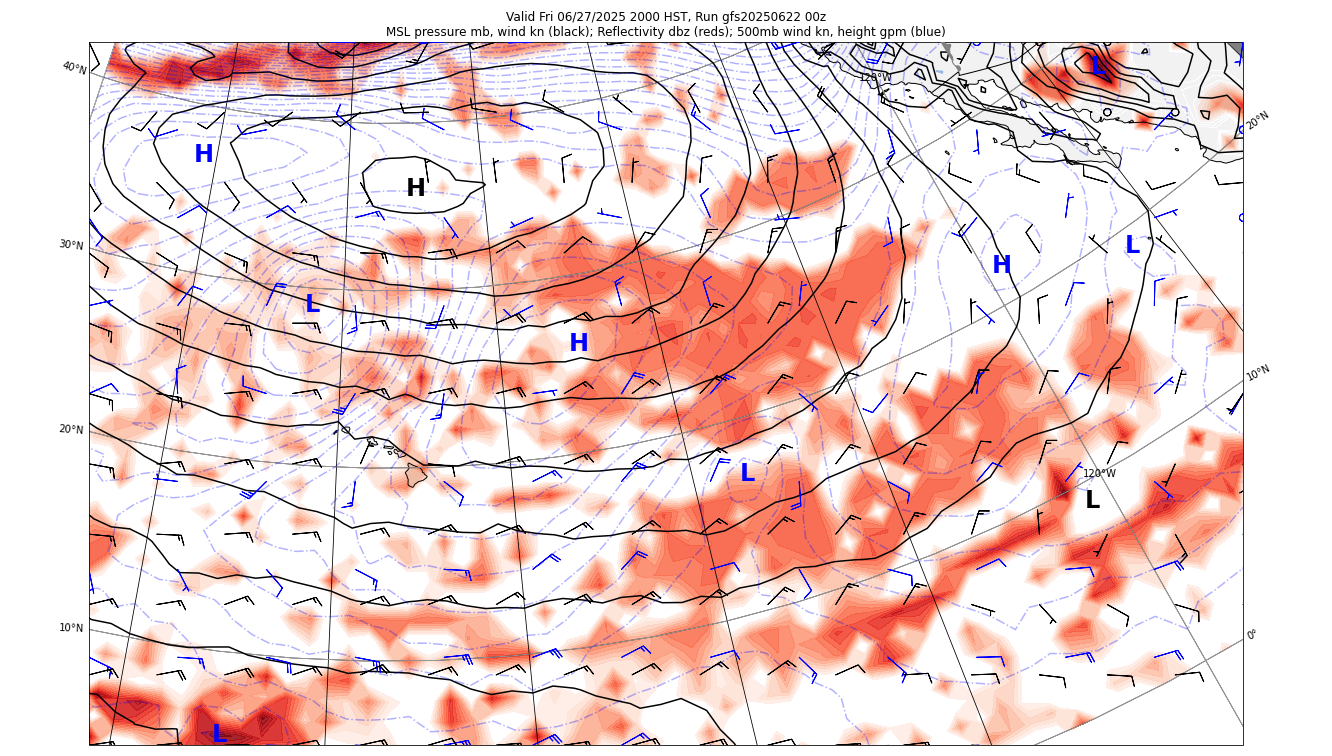 Valid Fri 06/27/2025 2000 HST, Run gfs20250622 00z
MSL pressure mb, wind kn (black); Reflectivity dbz (reds); 500mb wind kn, height gpm (blue)
40°N
120°W
L
20°N
H
H
30°N
L
H
L
H
10°N
20°N
L
120°W
L
10°N
0°
L